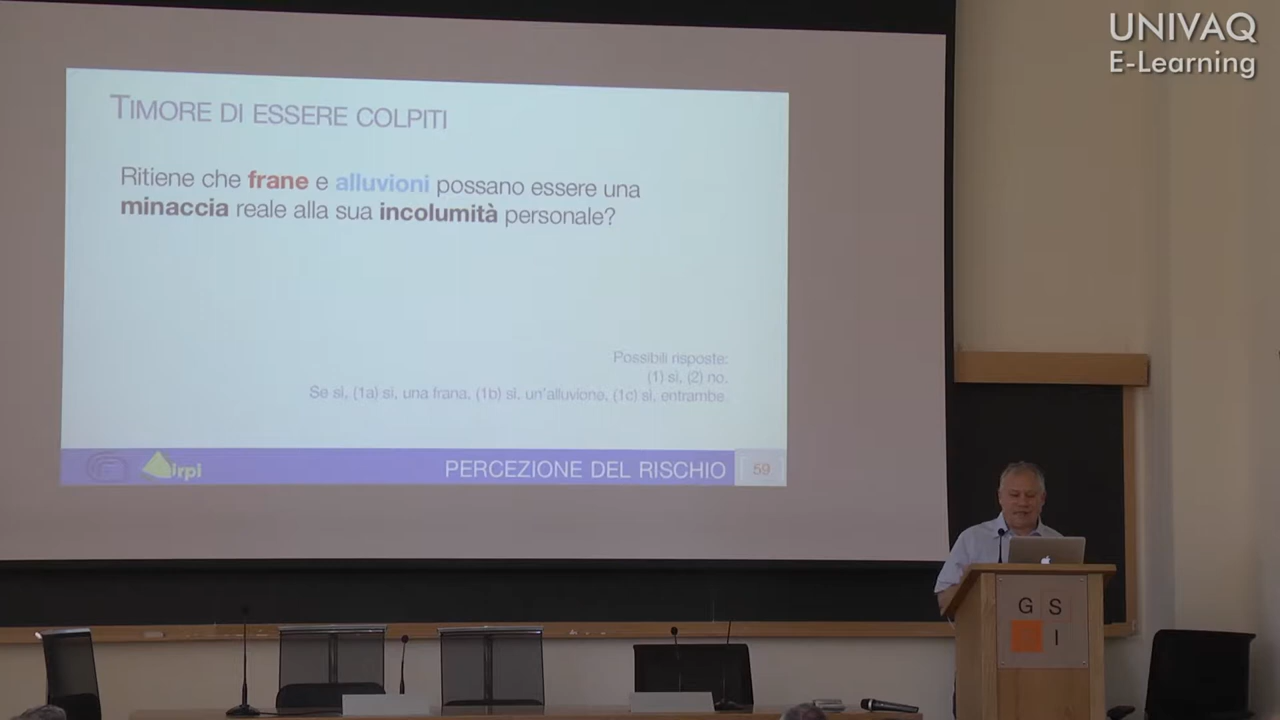 UNIVAQ
E-Learning
TIMORE DI ESSERE COLPITI
Ritiene che frane e alluvioni possano essere una
minaccia reale alla sua incolumità personale?
Possibili risposte:
(1) sì, (2) no.
Se sì, (1a) sì, una frana, (1b) sì, un'alluvione, (1c) sì, entrambe
irpi
PERCEZIONE DEL RISCHIO
59
G S
I